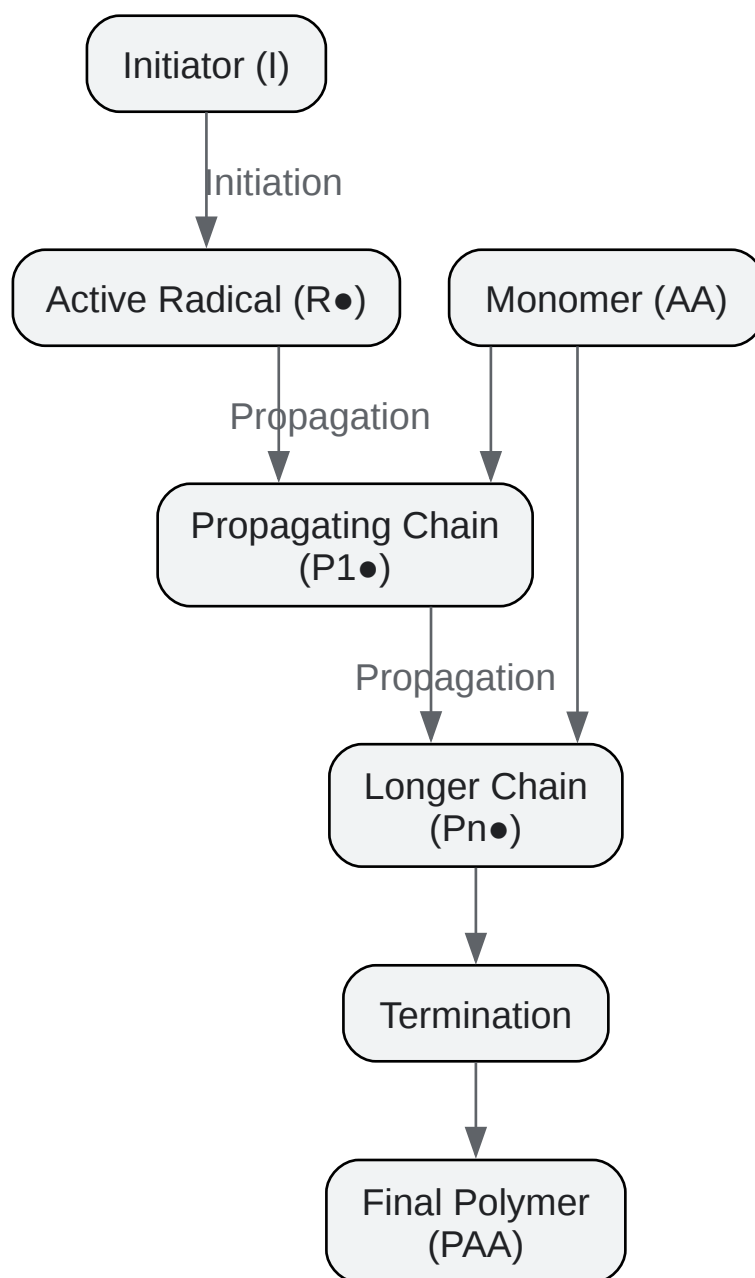 Initiator (I)
Initiation
Active Radical (R●)
Monomer (AA)
Propagation
Propagating Chain
(P1●)
Propagation
Longer Chain
(Pn●)
Termination
Final Polymer
(PAA)